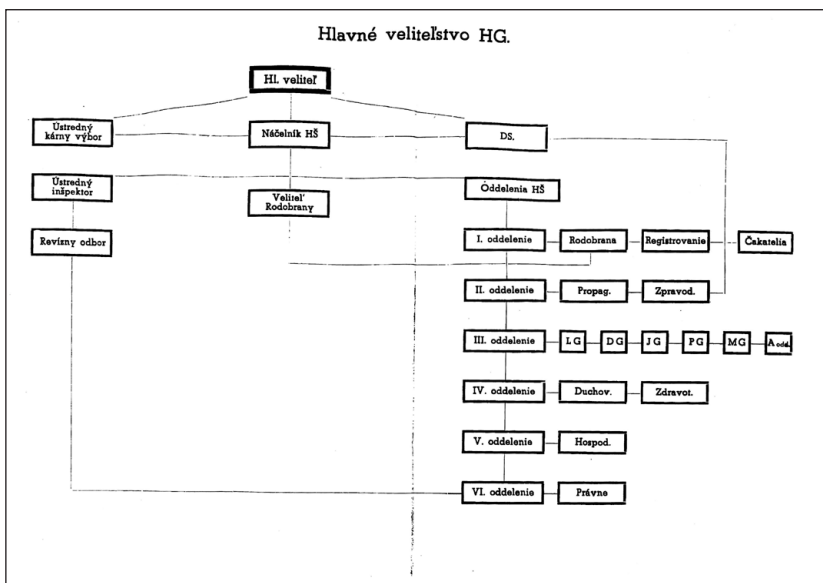 Hlavné veliteľstvo HG.
Hl. veliteľ
Ústredný
kárny výbor
Náčelník HŠ
DS.
Ústredný
inšpektor
Veliteľ
Rodobrany
Oddelenia HŠ
Revízny odbor
I. oddelenie
Rodobrana
Registrovanie
Čakatelia
II. oddelenie
Propag.
Zpravod.
III. oddelenie
LG
DG
JG
PG
MG
A odd.
IV. oddelenie
Duchov.
Zdravot.
V. oddelenie
Hospod.
VI. oddelenie
Právne